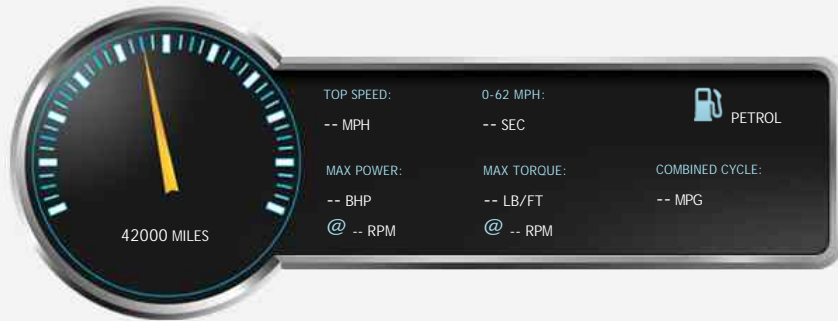 TOP SPEED:
0-62 MPH:
-- MPH
-- SEC
PETROL
MAX POWER:
MAX TORQUE:
COMBINED CYCLE:
-- BHP
-- LB/FT
-- MPG
@ -- RPM
@ -- RPM
42000 MILES